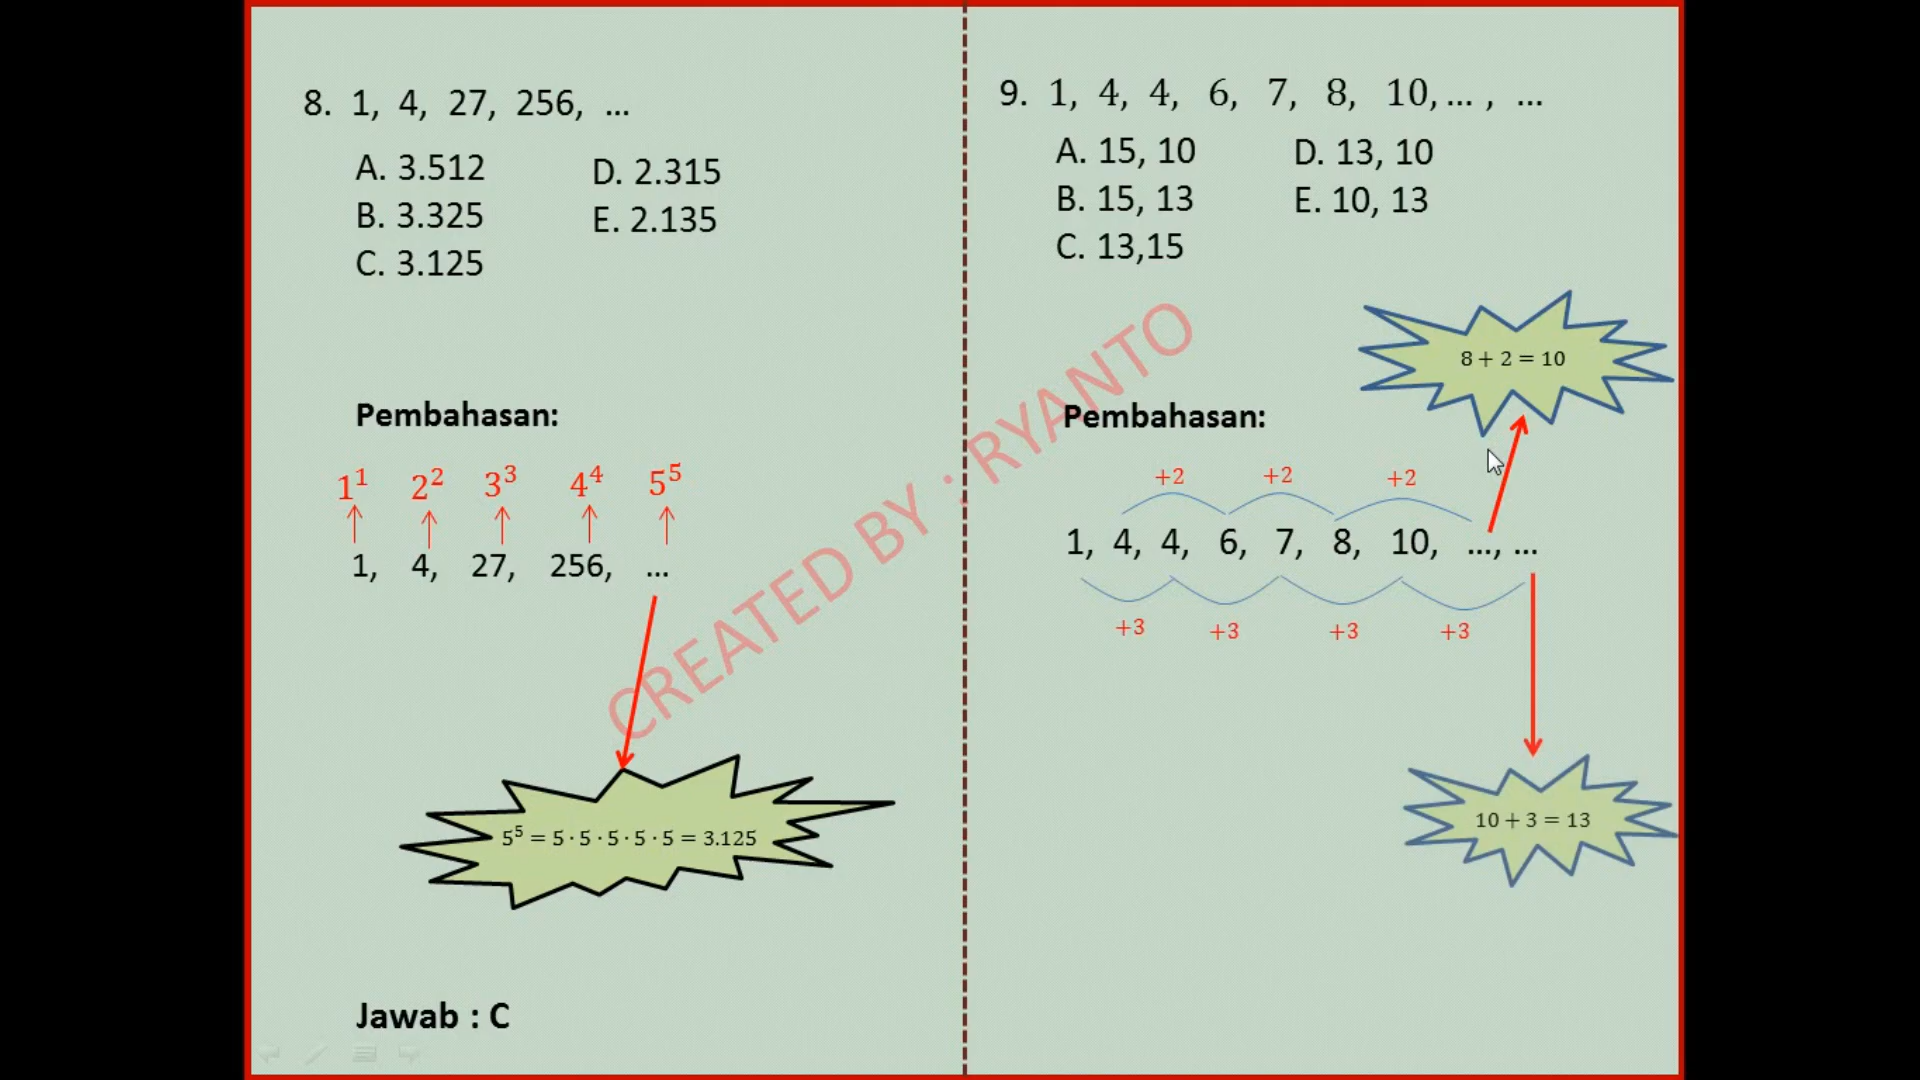 8. 1, 4, 27, 256, ...
A. 3.512
B. 3.325
C. 3.125
D. 2.315
E. 2.135
Pembahasan:
1¹ 2² 3³ 4⁴ 5⁵
1, 4, 27, 256, ...
5⁵ = 5 · 5 · 5 · 5 · 5 = 3.125
Jawab : C
9. 1, 4, 4, 6, 7, 8, 10, ... , ...
A. 15, 10
B. 15, 13
C. 13,15
D. 13, 10
E. 10, 13
8 + 2 = 10
Pembahasan:
+2 +2 +2
1, 4, 4, 6, 7, 8, 10, ..., ...
+3 +3 +3 +3
10 + 3 = 13
CREATED BY : RYANTO